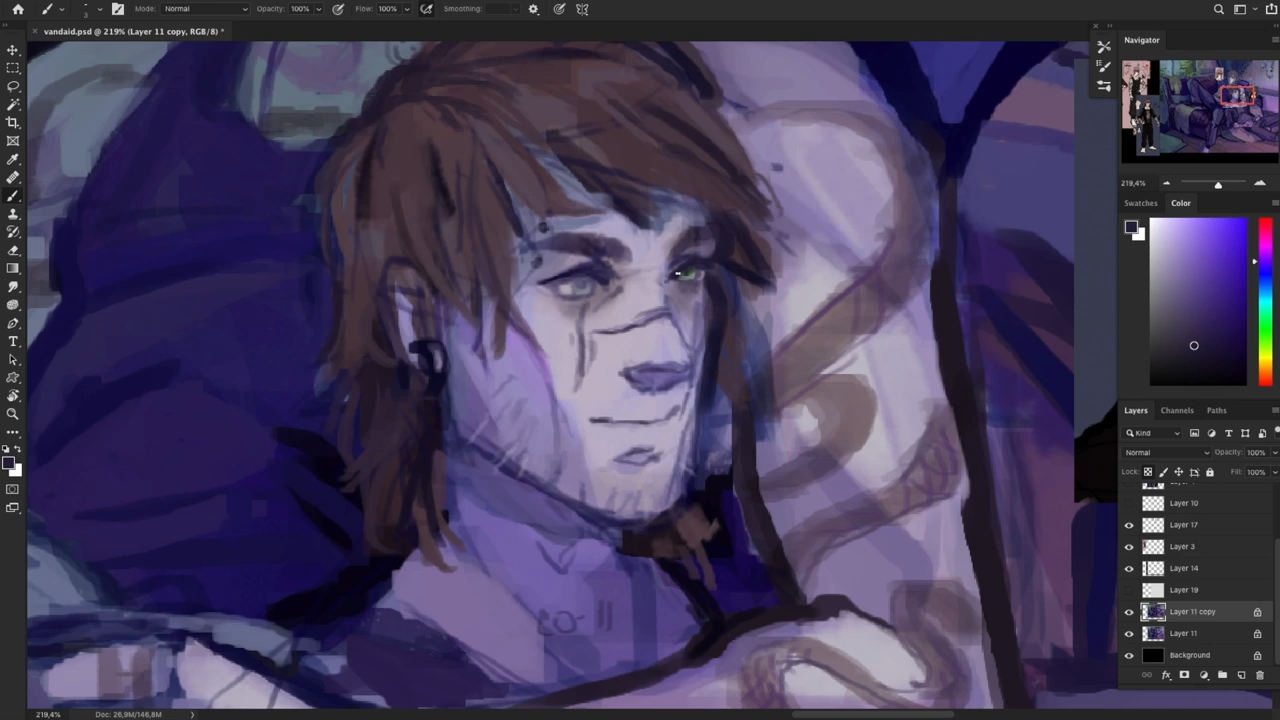 3 Mode: Normal Opacity: 100% Flow: 100% Smoothing:
× vandaid.psd @ 219% (Layer 11 copy, RGB/8) *
Navigator
219,4%
Swatches Color
Layers Channels Paths
Kind
Normal Opacity: 100%
Lock: Fill: 100%
Layer 10
Layer 17
Layer 3
Layer 14
Layer 19
Layer 11 copy
Layer 11
Background
fx
219,4% Doc: 26,9M/146,8M